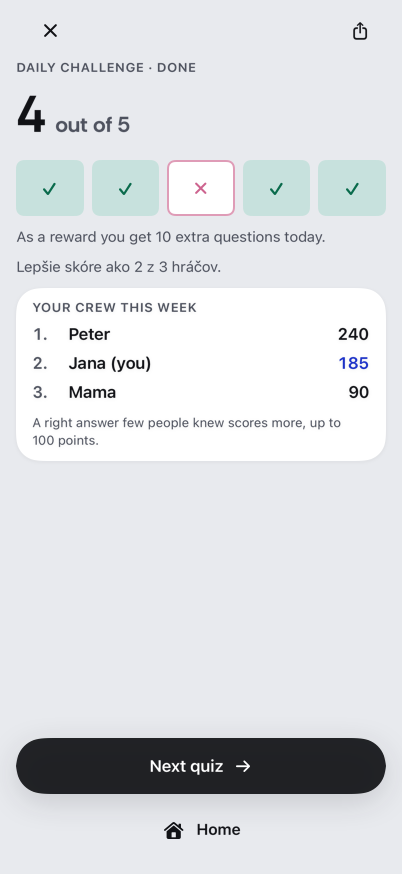 DAILY CHALLENGE · DONE
4 out of 5
As a reward you get 10 extra questions today.
Lepšie skóre ako 2 z 3 hráčov.
YOUR CREW THIS WEEK
1. Peter 240
2. Jana (you) 185
3. Mama 90
A right answer few people knew scores more, up to
100 points.
Next quiz →
Home